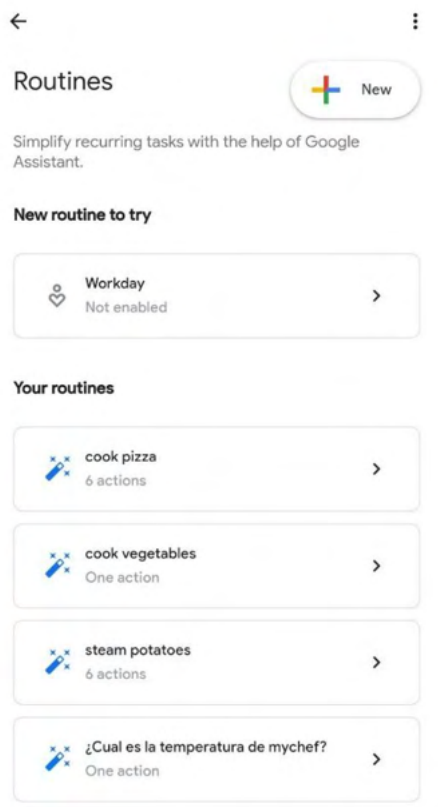 Routines
New
Simplify recurring tasks with the help of Google
Assistant.
New routine to try
Workday
Not enabled
Your routines
cook pizza
6 actions
cook vegetables
One action
steam potatoes
6 actions
¿Cual es la temperatura de mychef?
One action